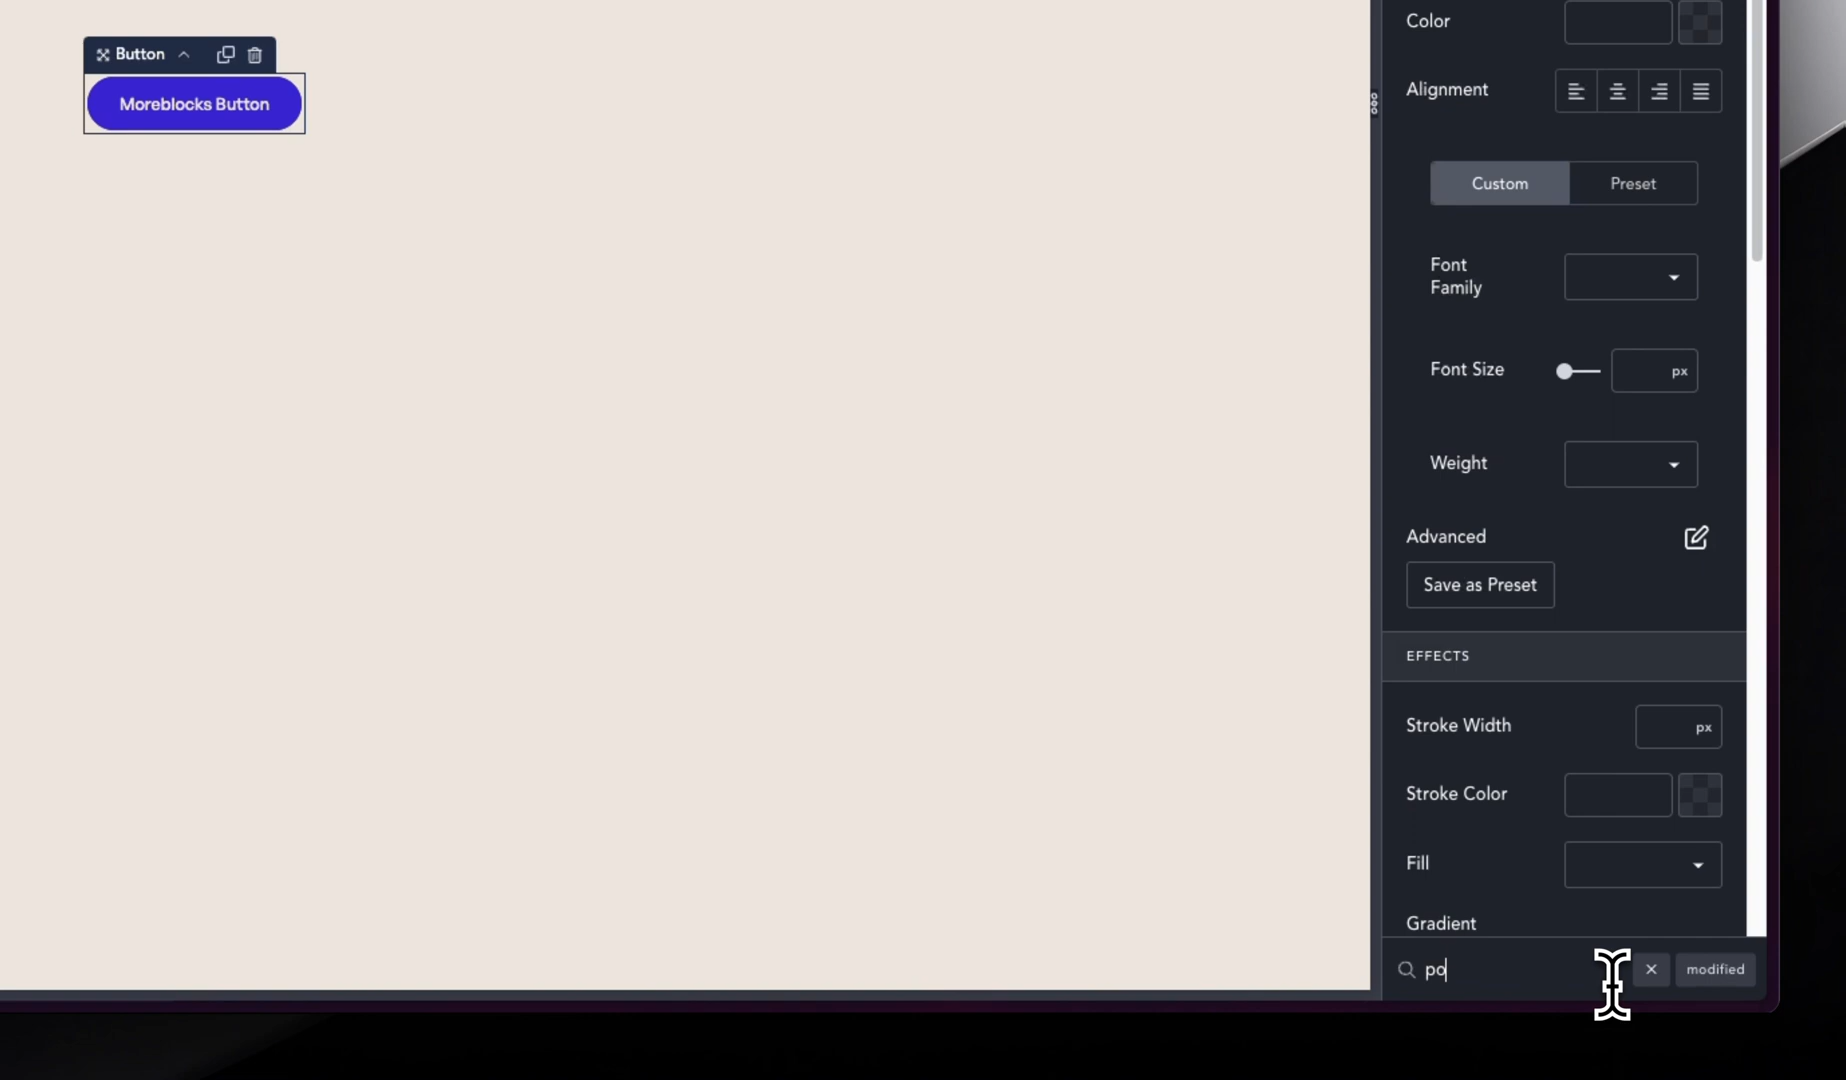 Button
Moreblocks Button
Color
Alignment
Custom
Preset
Font
Family
Font Size
px
Weight
Advanced
Save as Preset
EFFECTS
Stroke Width
px
Stroke Color
Fill
Gradient
po
modified